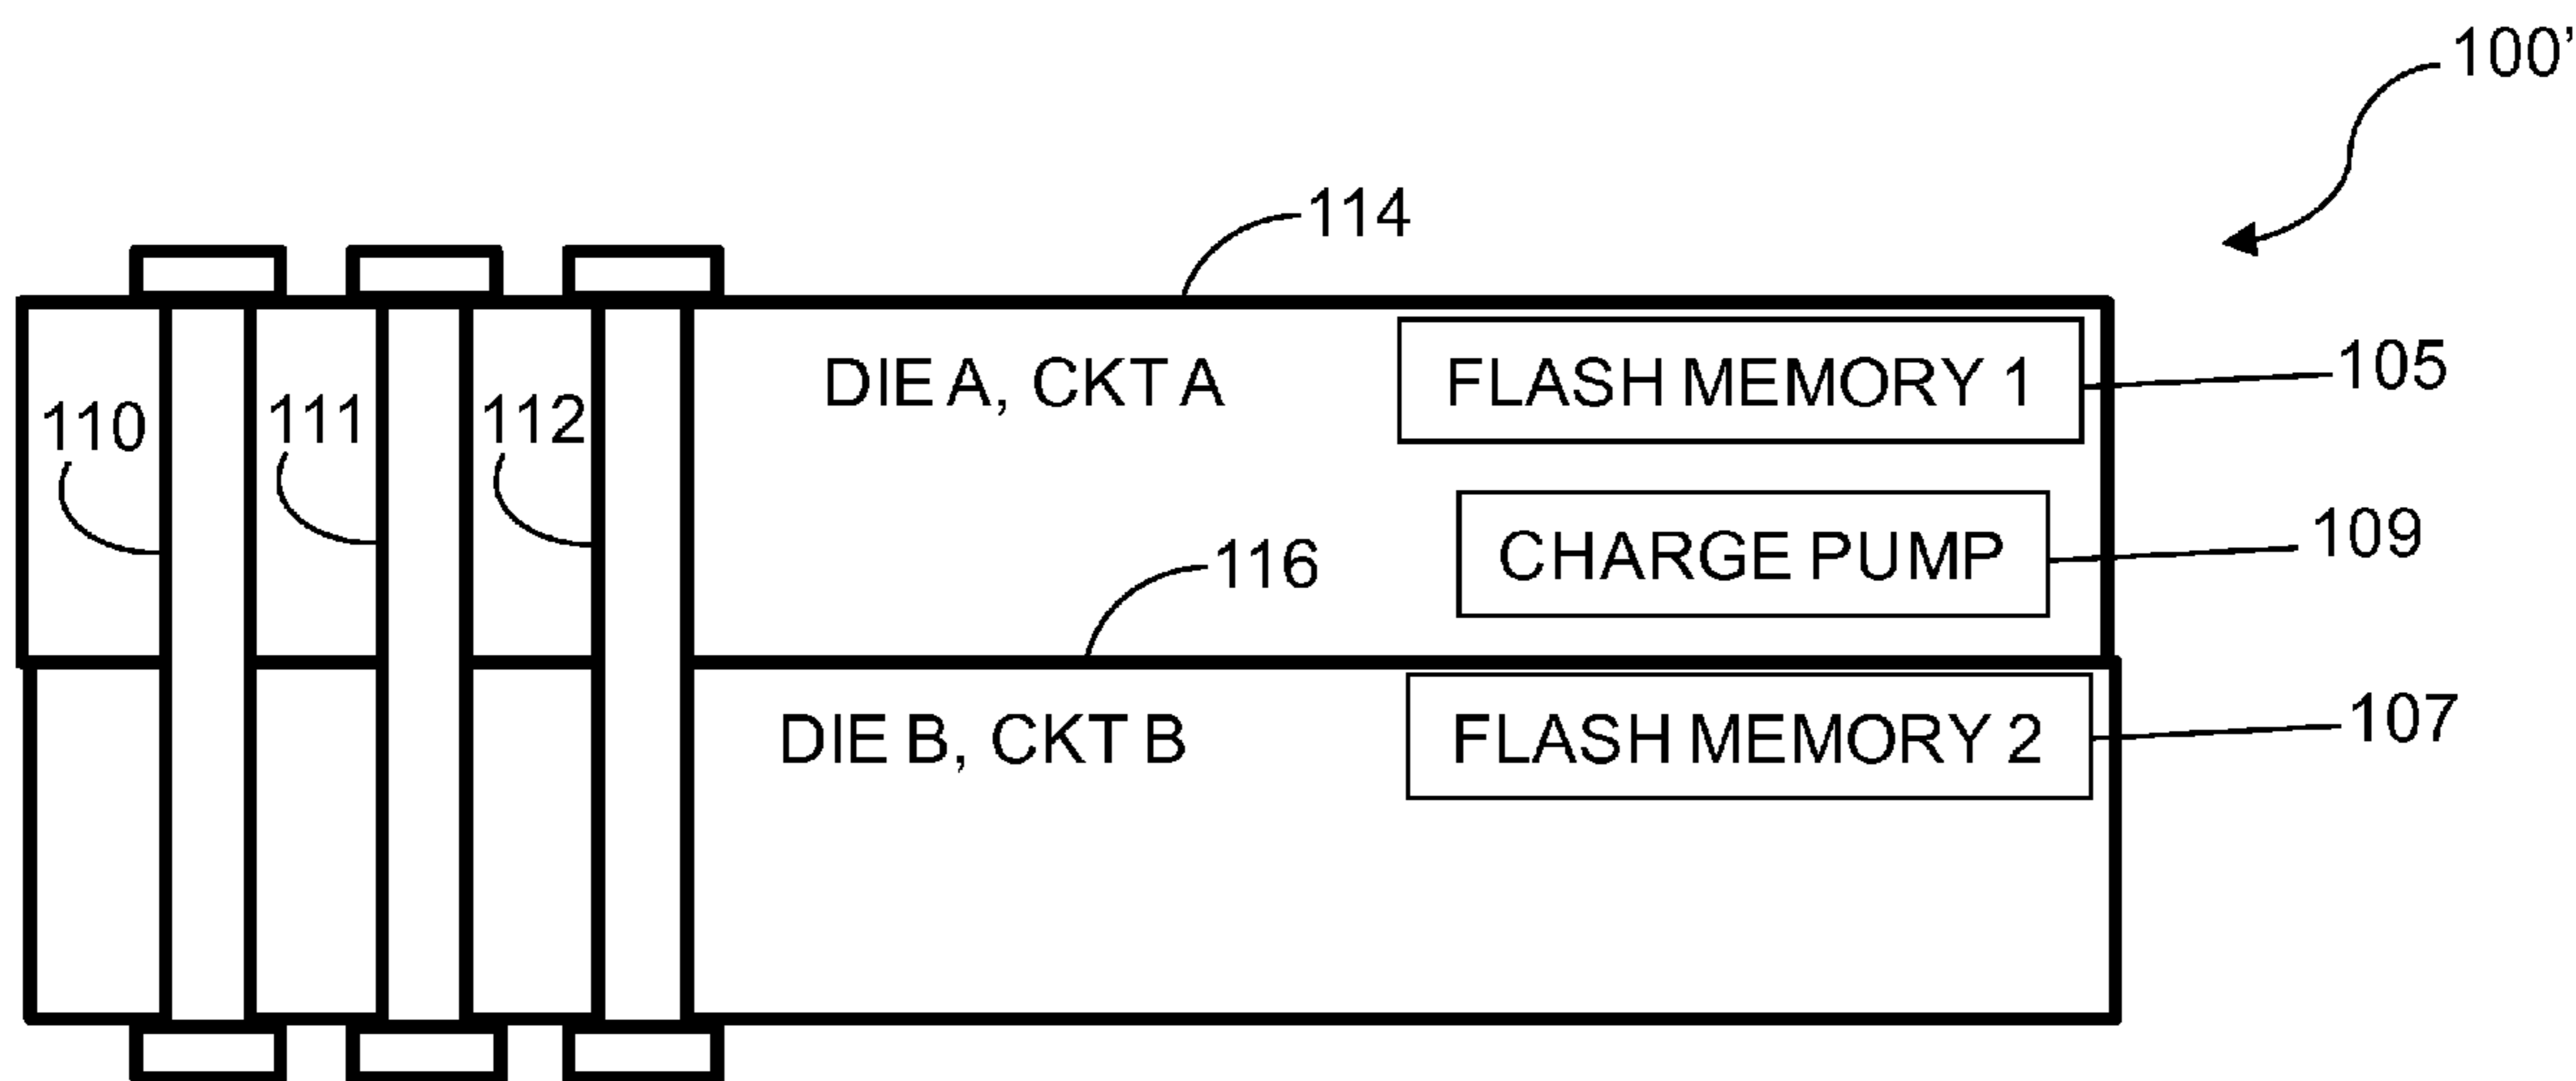 100’
114
DIE A, CKT A
FLASH MEMORY 1
105
110
111
112
CHARGE PUMP
109
116
DIE B, CKT B
FLASH MEMORY 2
107